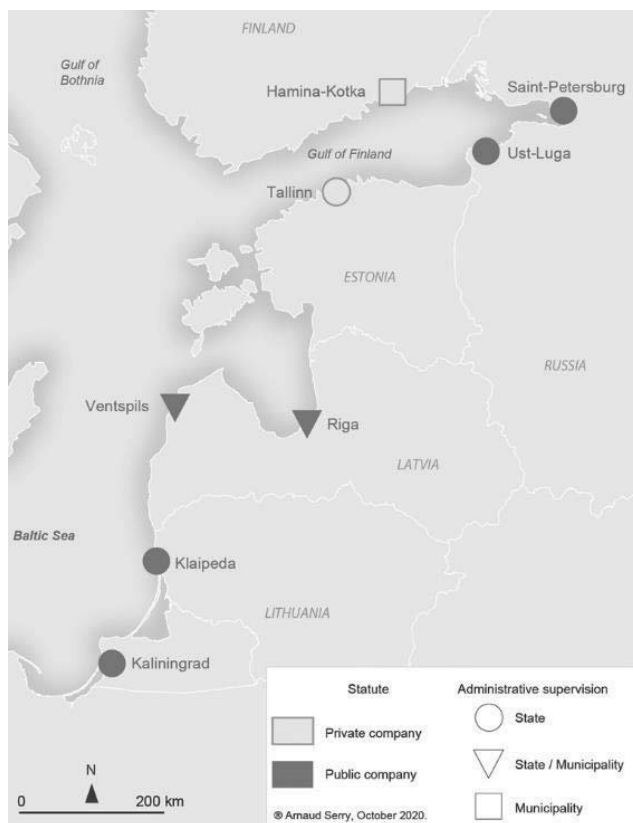 FINLAND
Gulf of
Bothnia
Hamina-Kotka
Saint-Petersburg
Gulf of Finland
Ust-Luga
Tallinn
ESTONIA
RUSSIA
Ventspils
Riga
LATVIA
Baltic Sea
Klaipeda
LITHUANIA
Kaliningrad
Statute
Private company
Public company
Administrative supervision
State
State / Municipality
Municipality
N
0 200 km
® Arnaud Serry, October 2020.